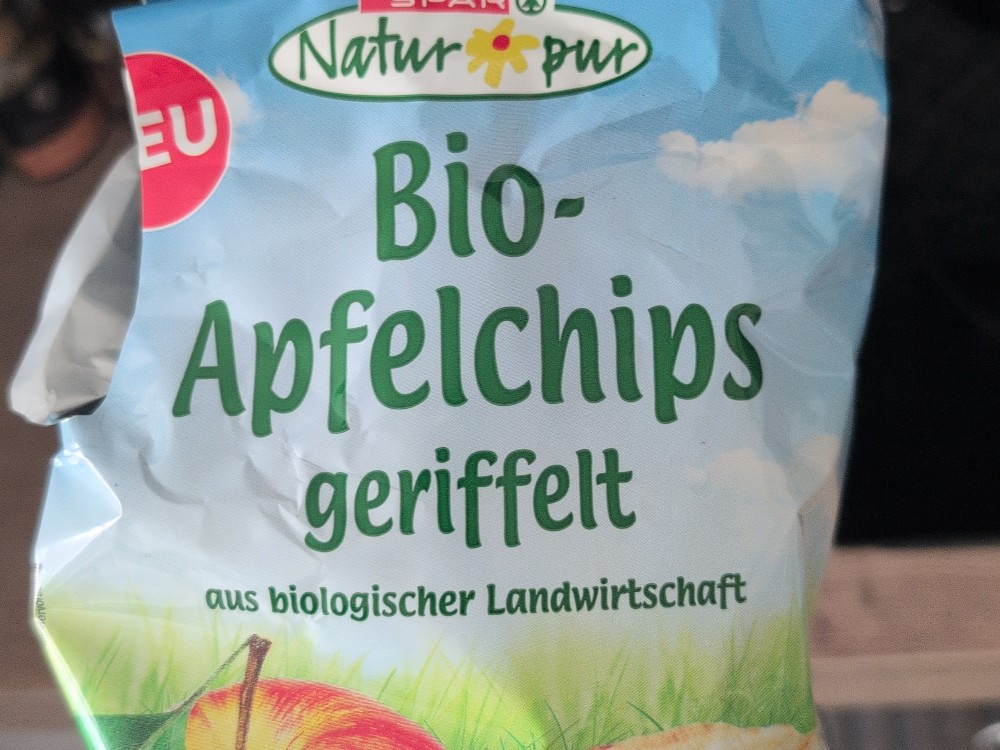 SPAR
Natur pur
EU
Bio-
Apfelchips
geriffelt
aus biologischer Landwirtschaft